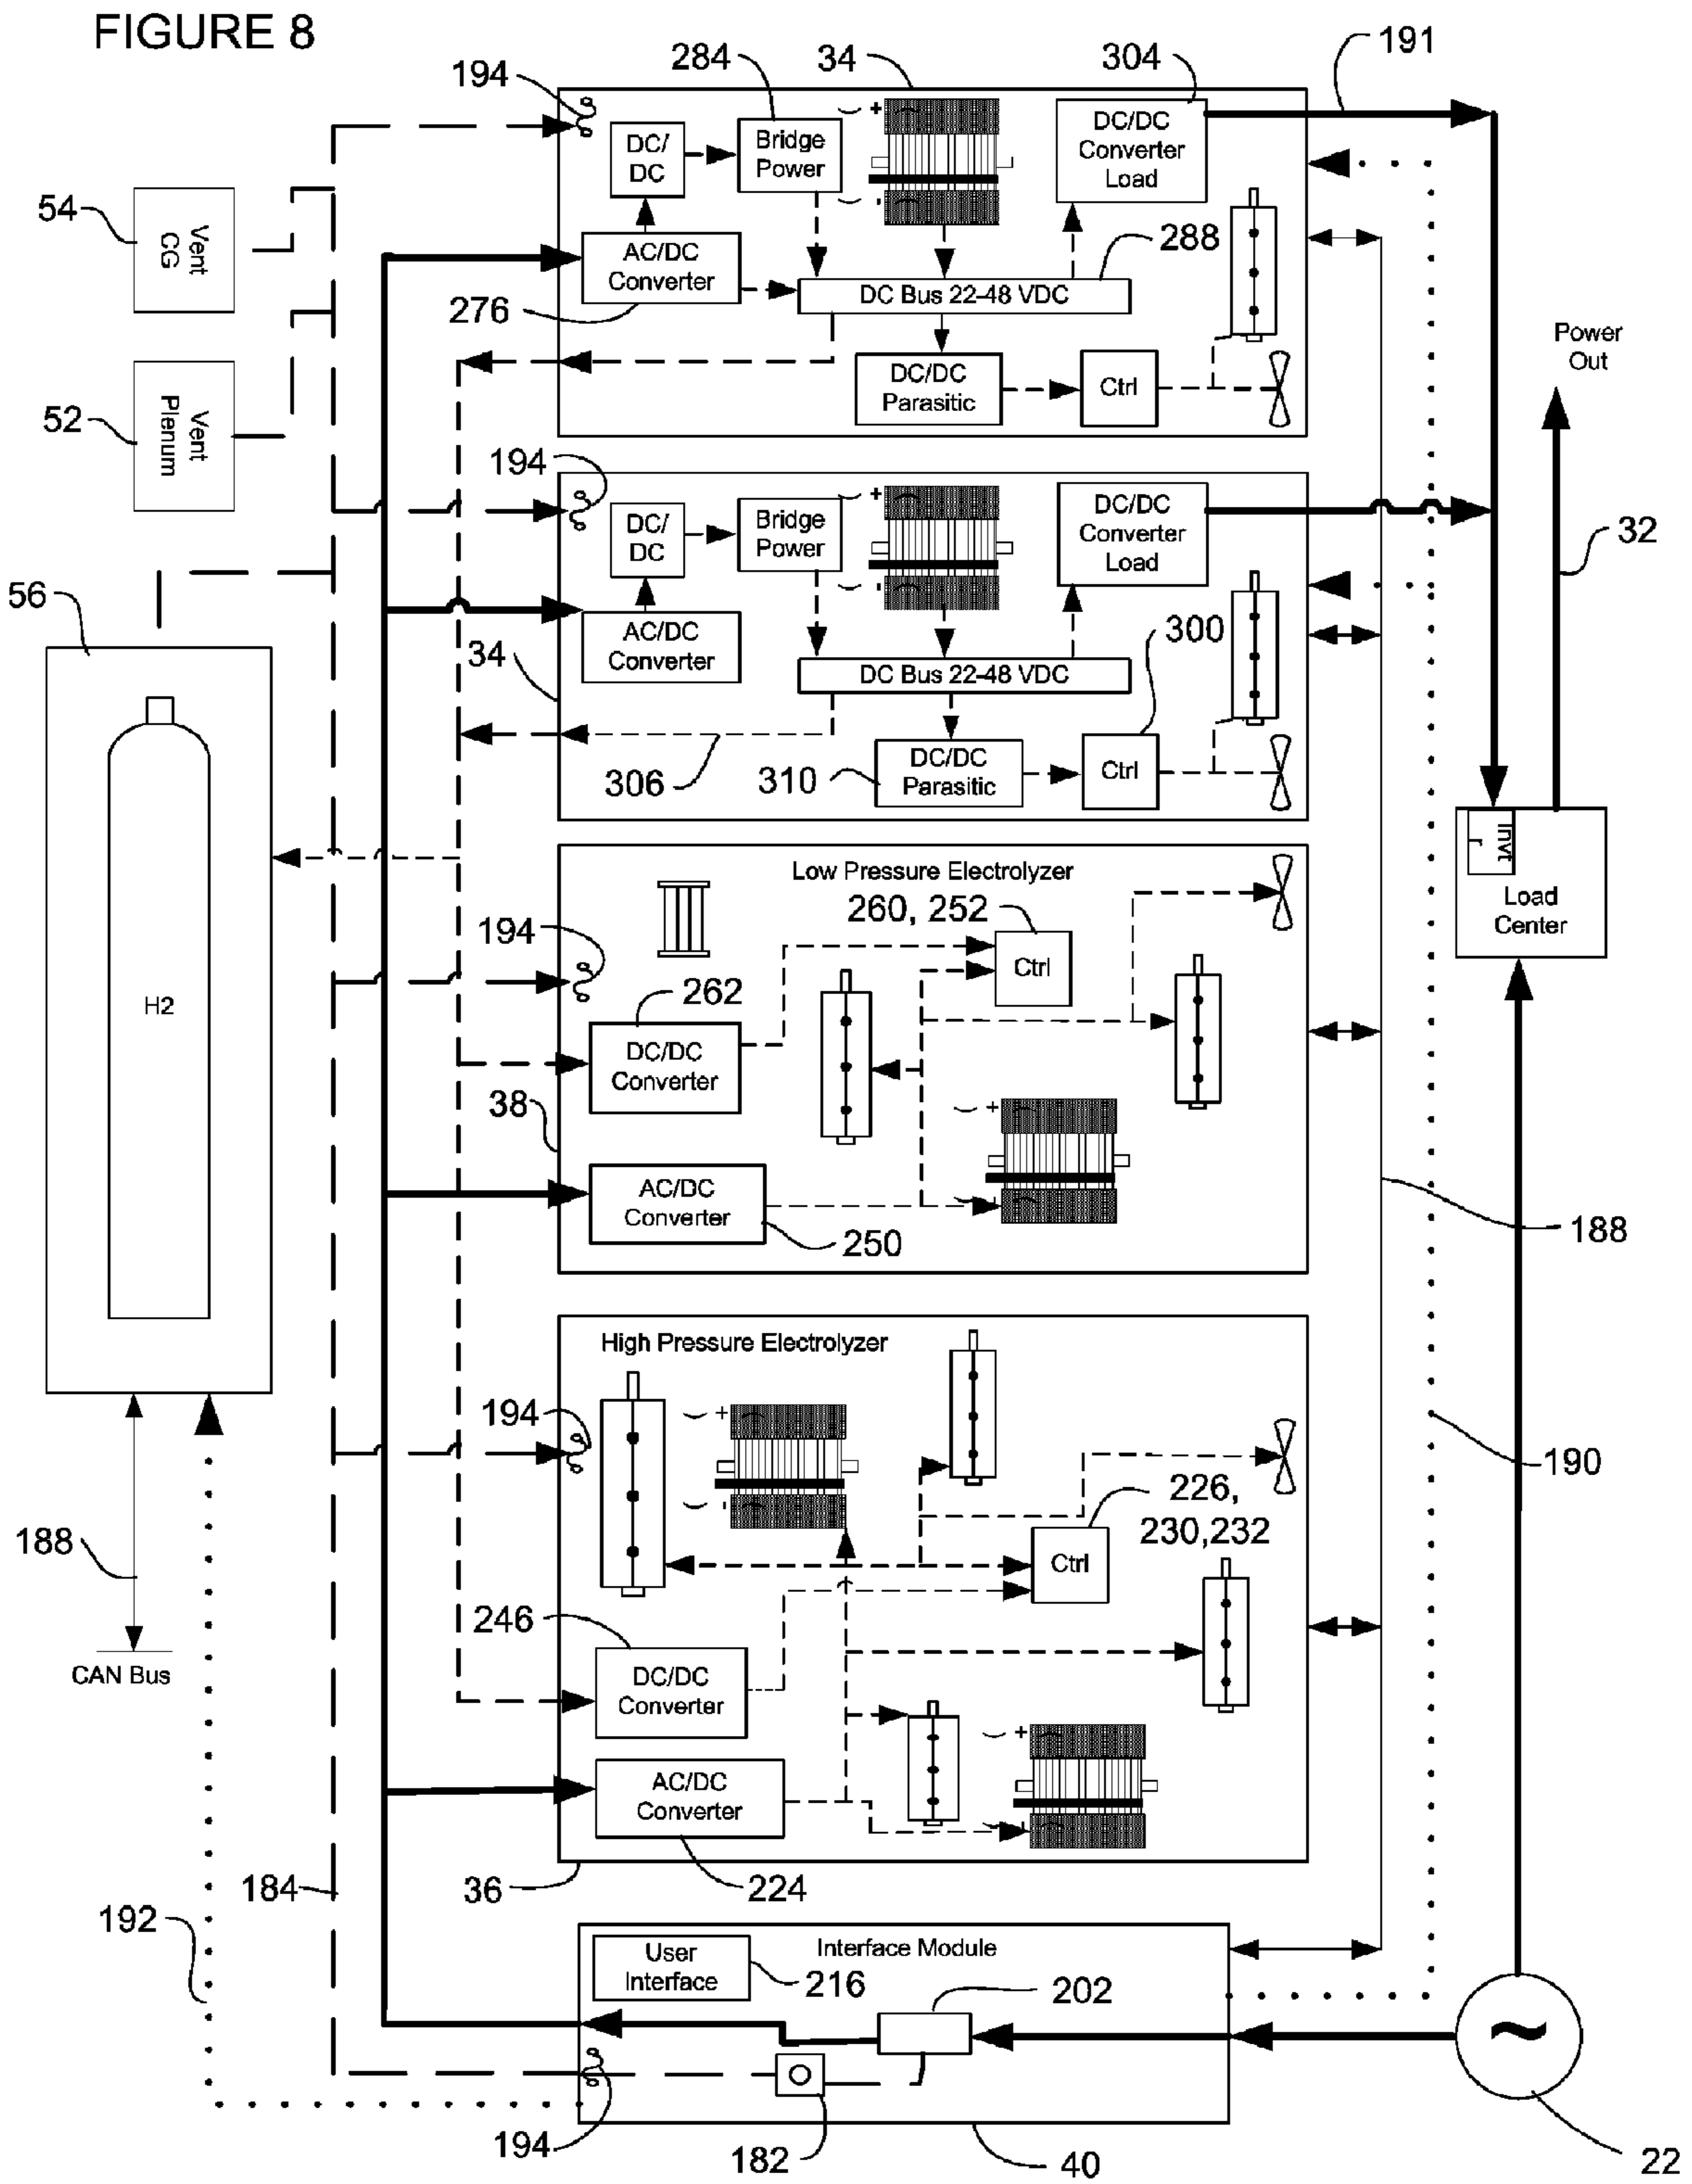 FIGURE 8
194
284
34
304
191
DC/
DC
Bridge
Power
+
DC/DC
Converter
Load
54
Vent
CG
AC/DC
Converter
288
276
DC Bus 22-48 VDC
Power
Out
52
Vent
Plenum
DC/DC
Parasitic
Ctrl
194
DC/
DC
Bridge
Power
+
DC/DC
Converter
Load
32
56
AC/DC
Converter
300
34
DC Bus 22-48 VDC
306
310
DC/DC
Parasitic
Ctrl
Invt
r
Load
Center
Low Pressure Electrolyzer
260, 252
194
Ctrl
H2
262
DC/DC
Converter
38
+
AC/DC
Converter
250
188
High Pressure Electrolyzer
194
+
190
226,
230,232
188
Ctrl
246
CAN Bus
DC/DC
Converter
+
AC/DC
Converter
184
36
224
192
User
Interface
Interface Module
216
202
~
194
182
40
22